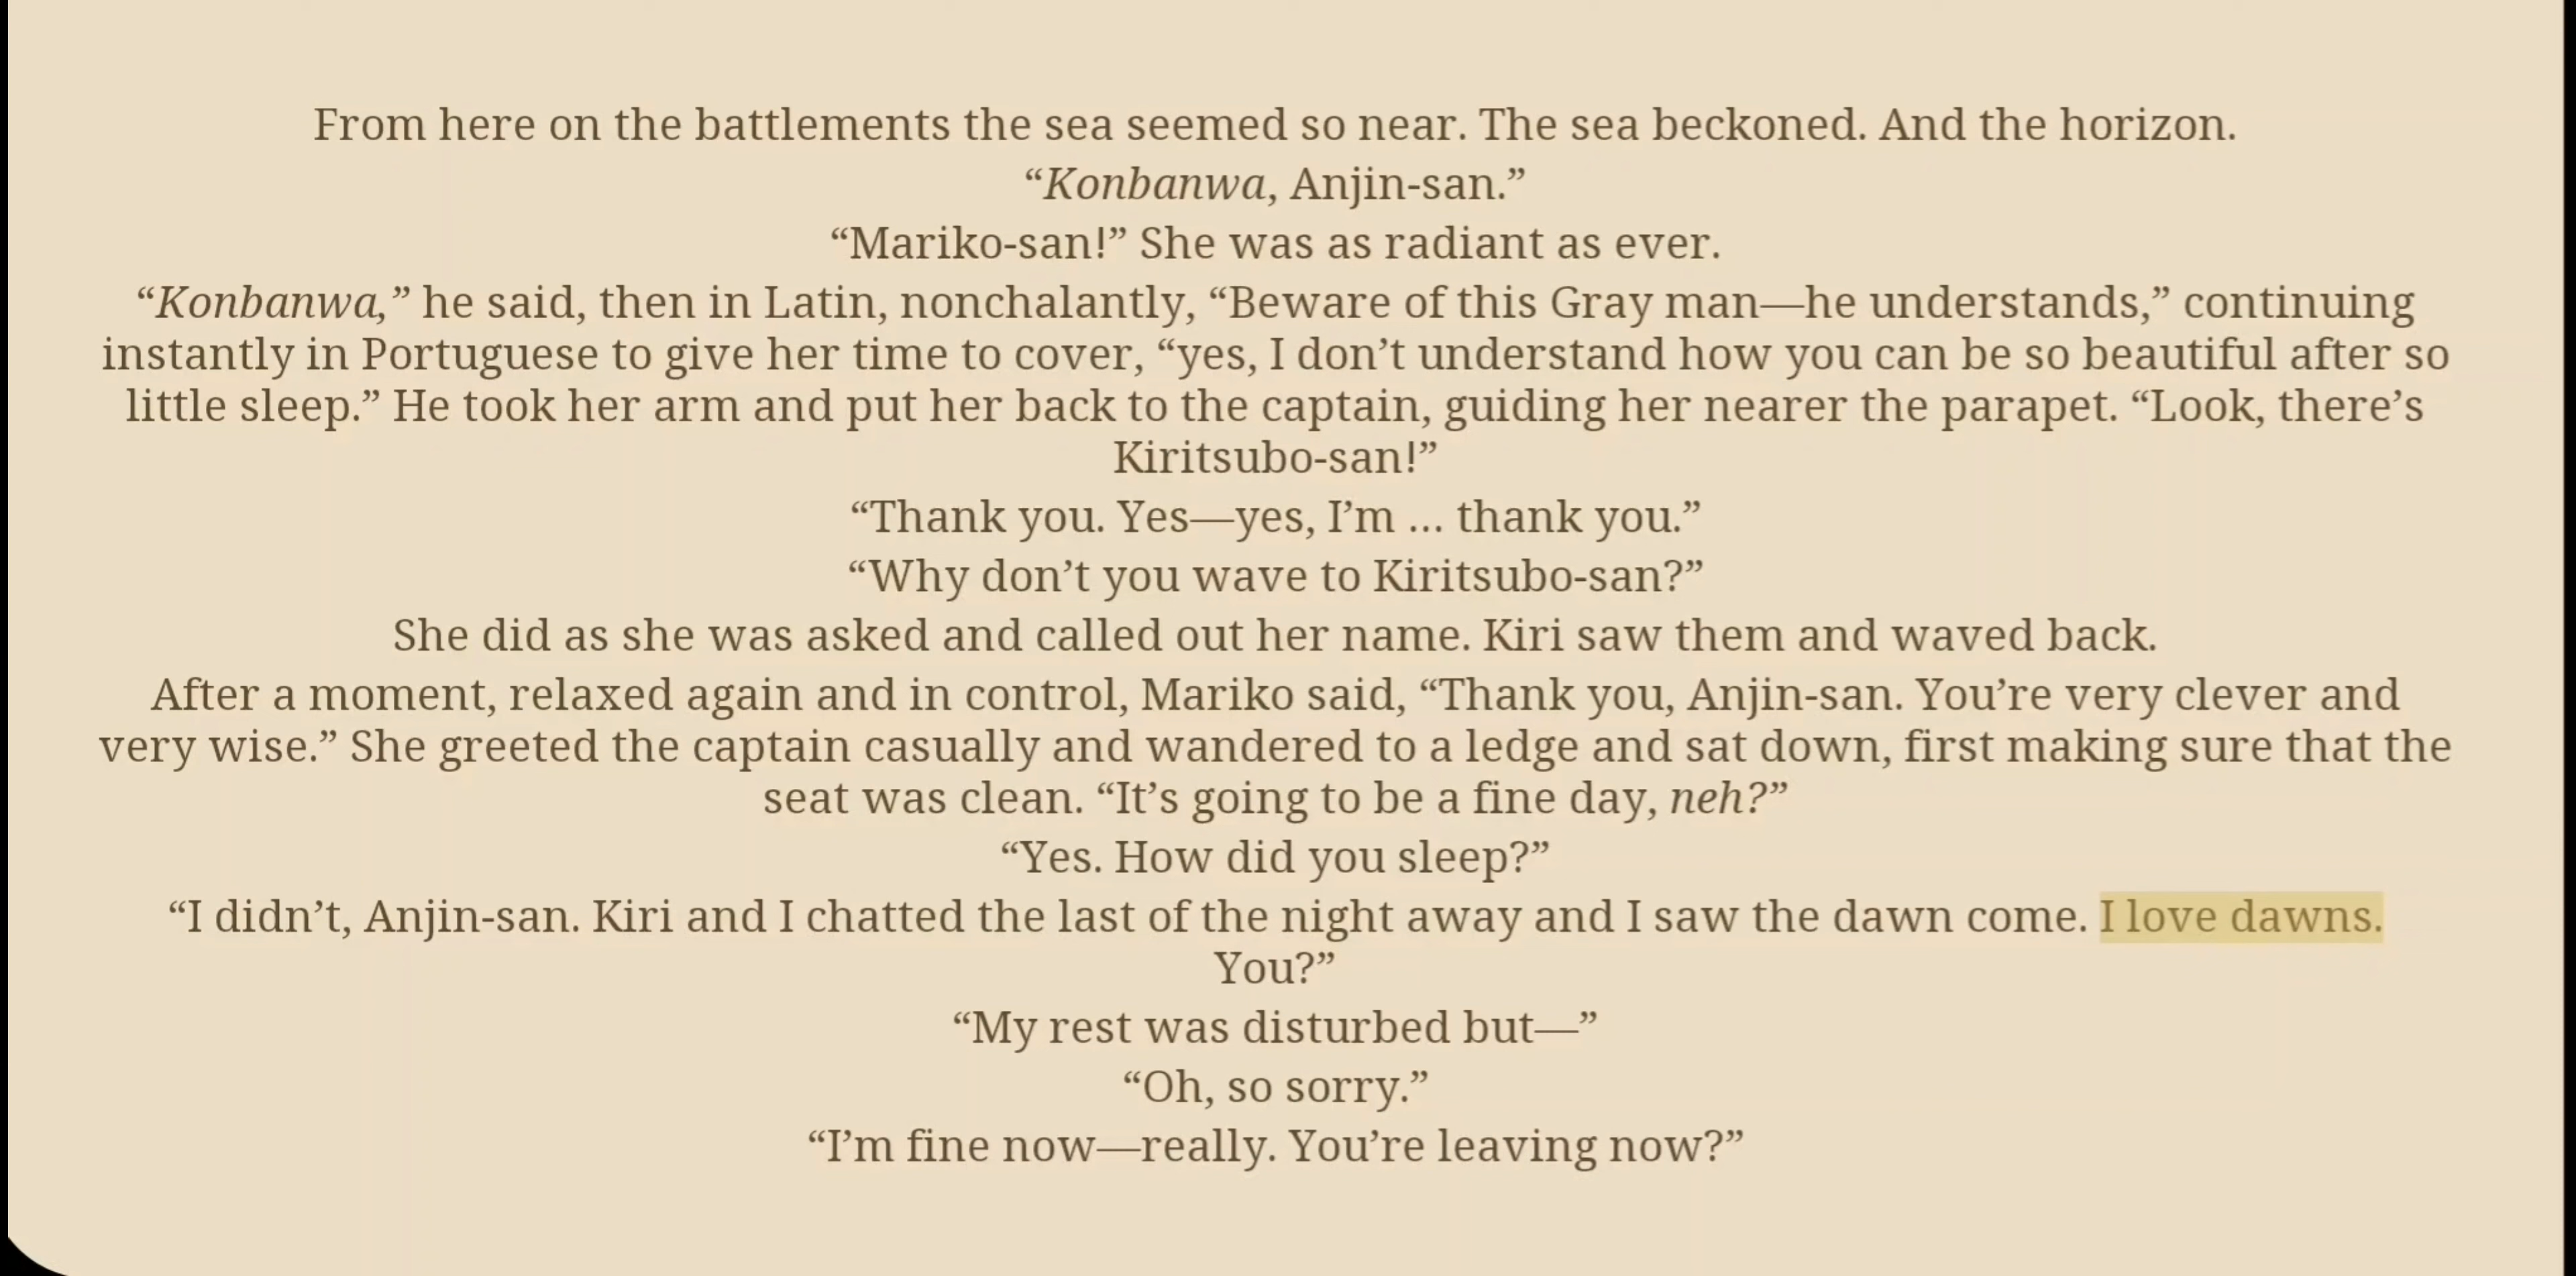 From here on the battlements the sea seemed so near. The sea beckoned. And the horizon.
“Konbanwa, Anjin-san.”
“Mariko-san!” She was as radiant as ever.
“Konbanwa,” he said, then in Latin, nonchalantly, “Beware of this Gray man—he understands,” continuing
instantly in Portuguese to give her time to cover, “yes, I don’t understand how you can be so beautiful after so
little sleep.” He took her arm and put her back to the captain, guiding her nearer the parapet. “Look, there’s
Kiritsubo-san!”
“Thank you. Yes—yes, I’m … thank you.”
“Why don’t you wave to Kiritsubo-san?”
She did as she was asked and called out her name. Kiri saw them and waved back.
After a moment, relaxed again and in control, Mariko said, “Thank you, Anjin-san. You’re very clever and
very wise.” She greeted the captain casually and wandered to a ledge and sat down, first making sure that the
seat was clean. “It’s going to be a fine day, neh?”
“Yes. How did you sleep?”
“I didn’t, Anjin-san. Kiri and I chatted the last of the night away and I saw the dawn come. I love dawns.
You?”
“My rest was disturbed but—”
“Oh, so sorry.”
“I’m fine now—really. You’re leaving now?”